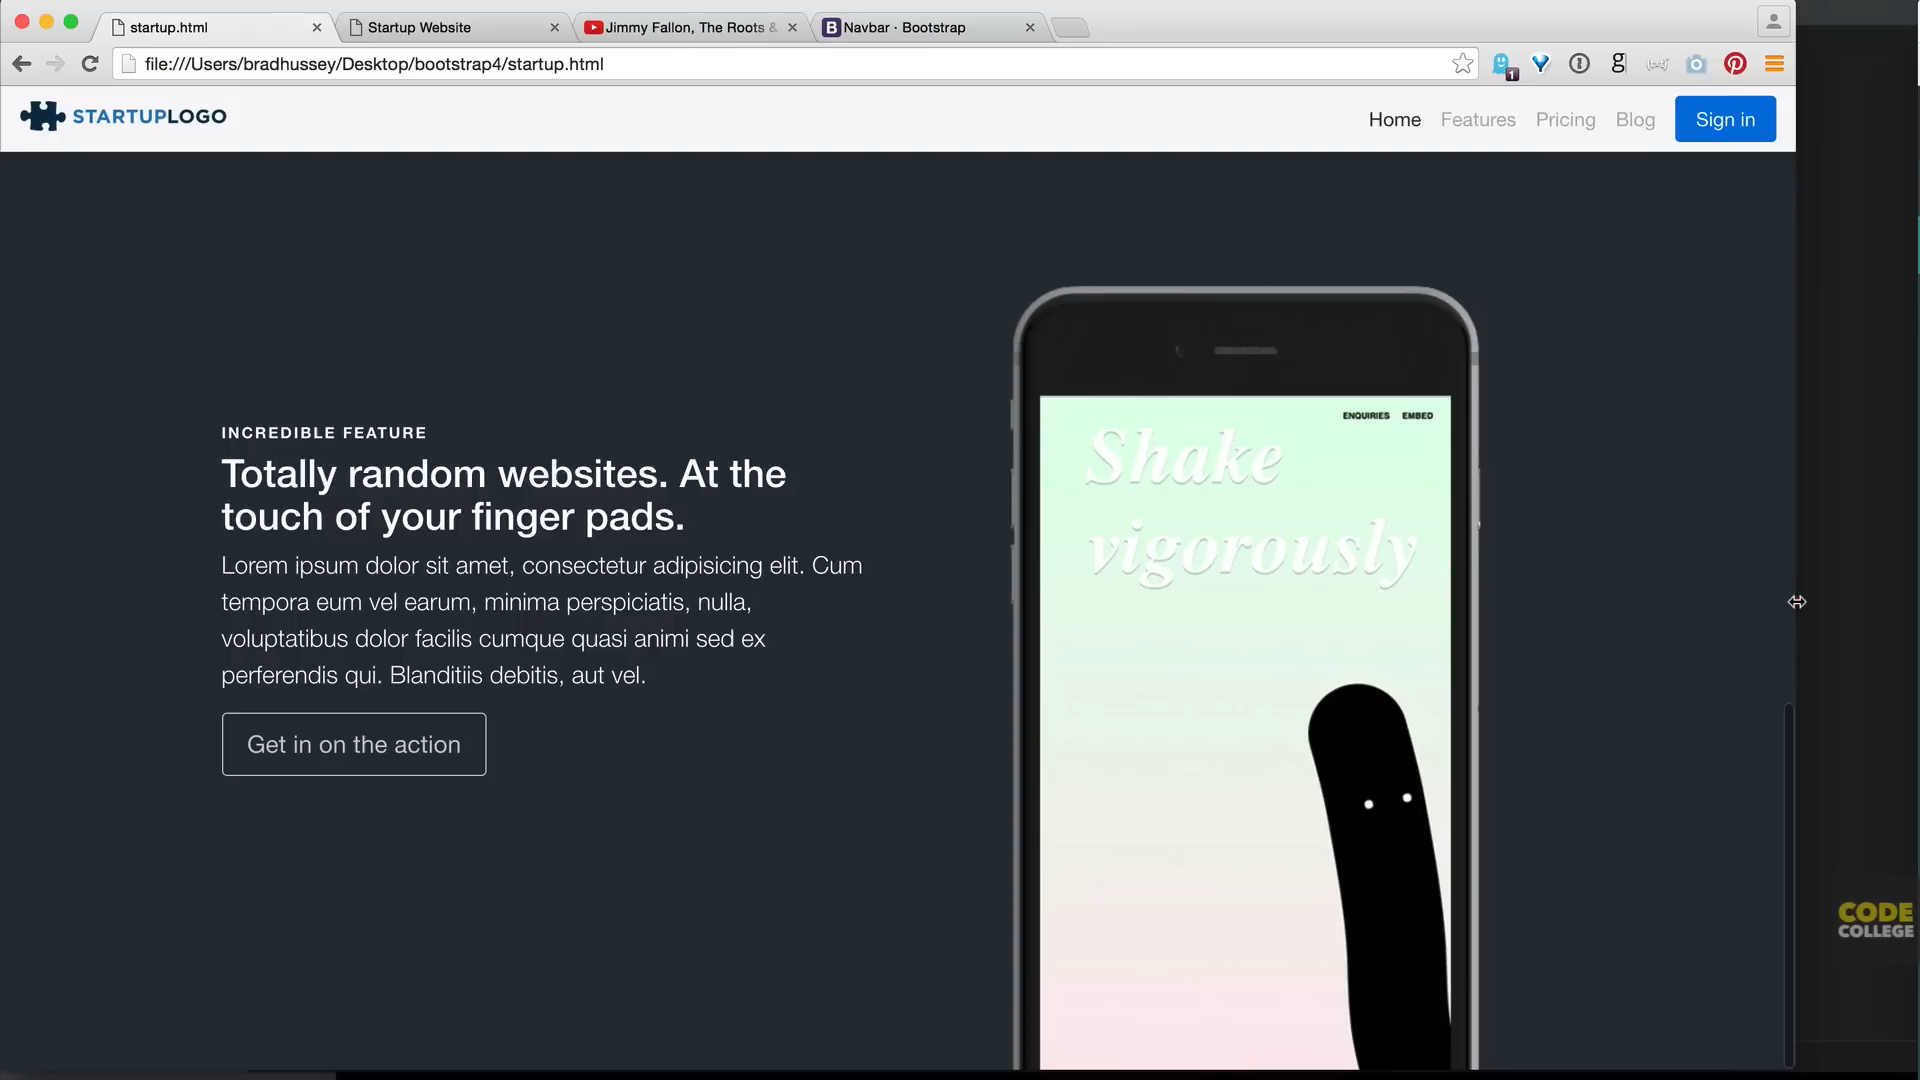 startup.html
Startup Website
Jimmy Fallon, The Roots &
Navbar · Bootstrap
file:///Users/bradhussey/Desktop/bootstrap4/startup.html
1
g
STARTUPLOGO
Home
Features
Pricing
Blog
Sign in
ENQUIRIES
EMBED
Shake
vigorously
INCREDIBLE FEATURE
Totally random websites. At the
touch of your finger pads.
Lorem ipsum dolor sit amet, consectetur adipisicing elit. Cum
tempora eum vel earum, minima perspiciatis, nulla,
voluptatibus dolor facilis cumque quasi animi sed ex
perferendis qui. Blanditiis debitis, aut vel.
Get in on the action
CODE
COLLEGE